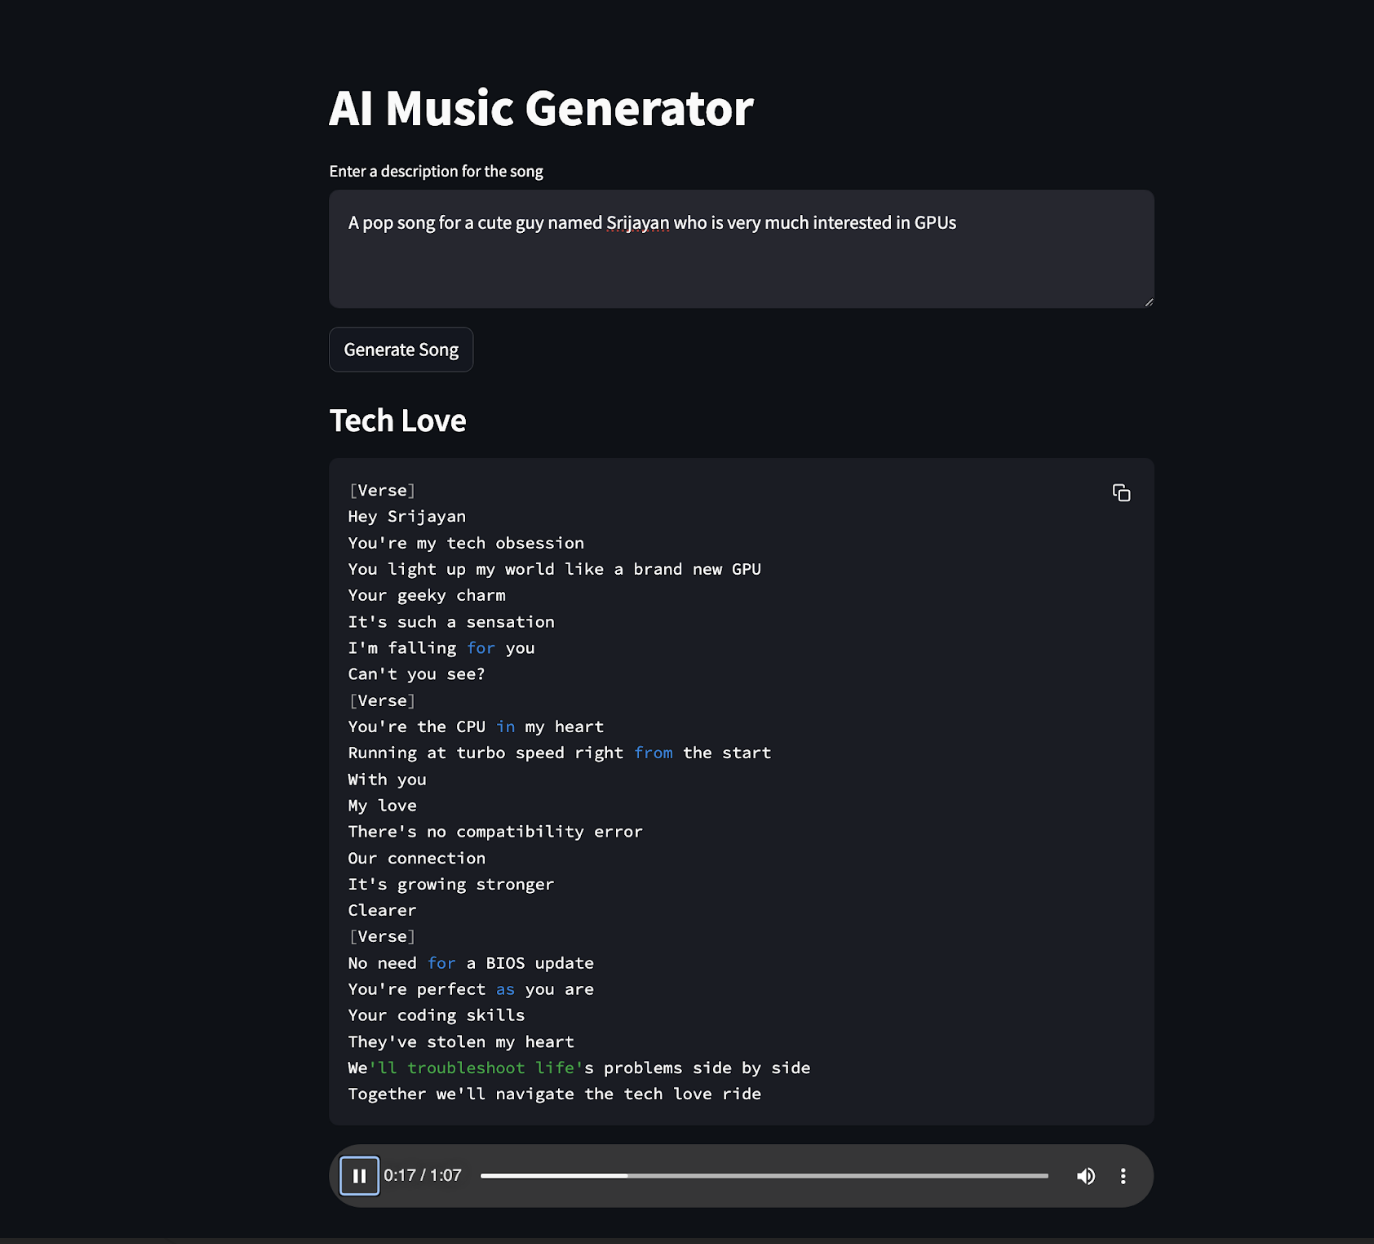 AI Music Generator
Enter a description for the song
A pop song for a cute guy named Srijayan who is very much interested in GPUs
Generate Song
Tech Love
[Verse]
Hey Srijayan
You're my tech obsession
You light up my world like a brand new GPU
Your geeky charm
It's such a sensation
I'm falling for you
Can't you see?
[Verse]
You're the CPU in my heart
Running at turbo speed right from the start
With you
My love
There's no compatibility error
Our connection
It's growing stronger
Clearer
[Verse]
No need for a BIOS update
You're perfect as you are
Your coding skills
They've stolen my heart
We'll troubleshoot life's problems side by side
Together we'll navigate the tech love ride
0:17 / 1:07